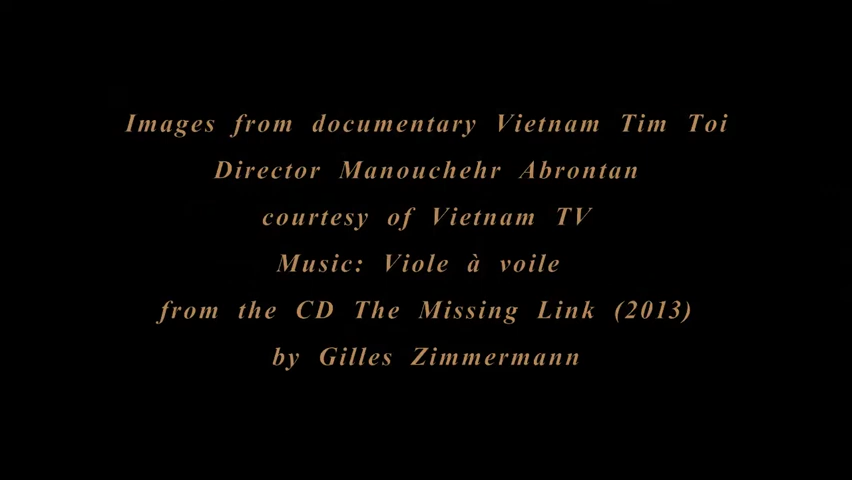 Images from documentary Vietnam Tim Toi
Director Manouchehr Abrontan
courtesy of Vietnam TV
Music: Viole à voile
from the CD The Missing Link (2013)
by Gilles Zimmermann